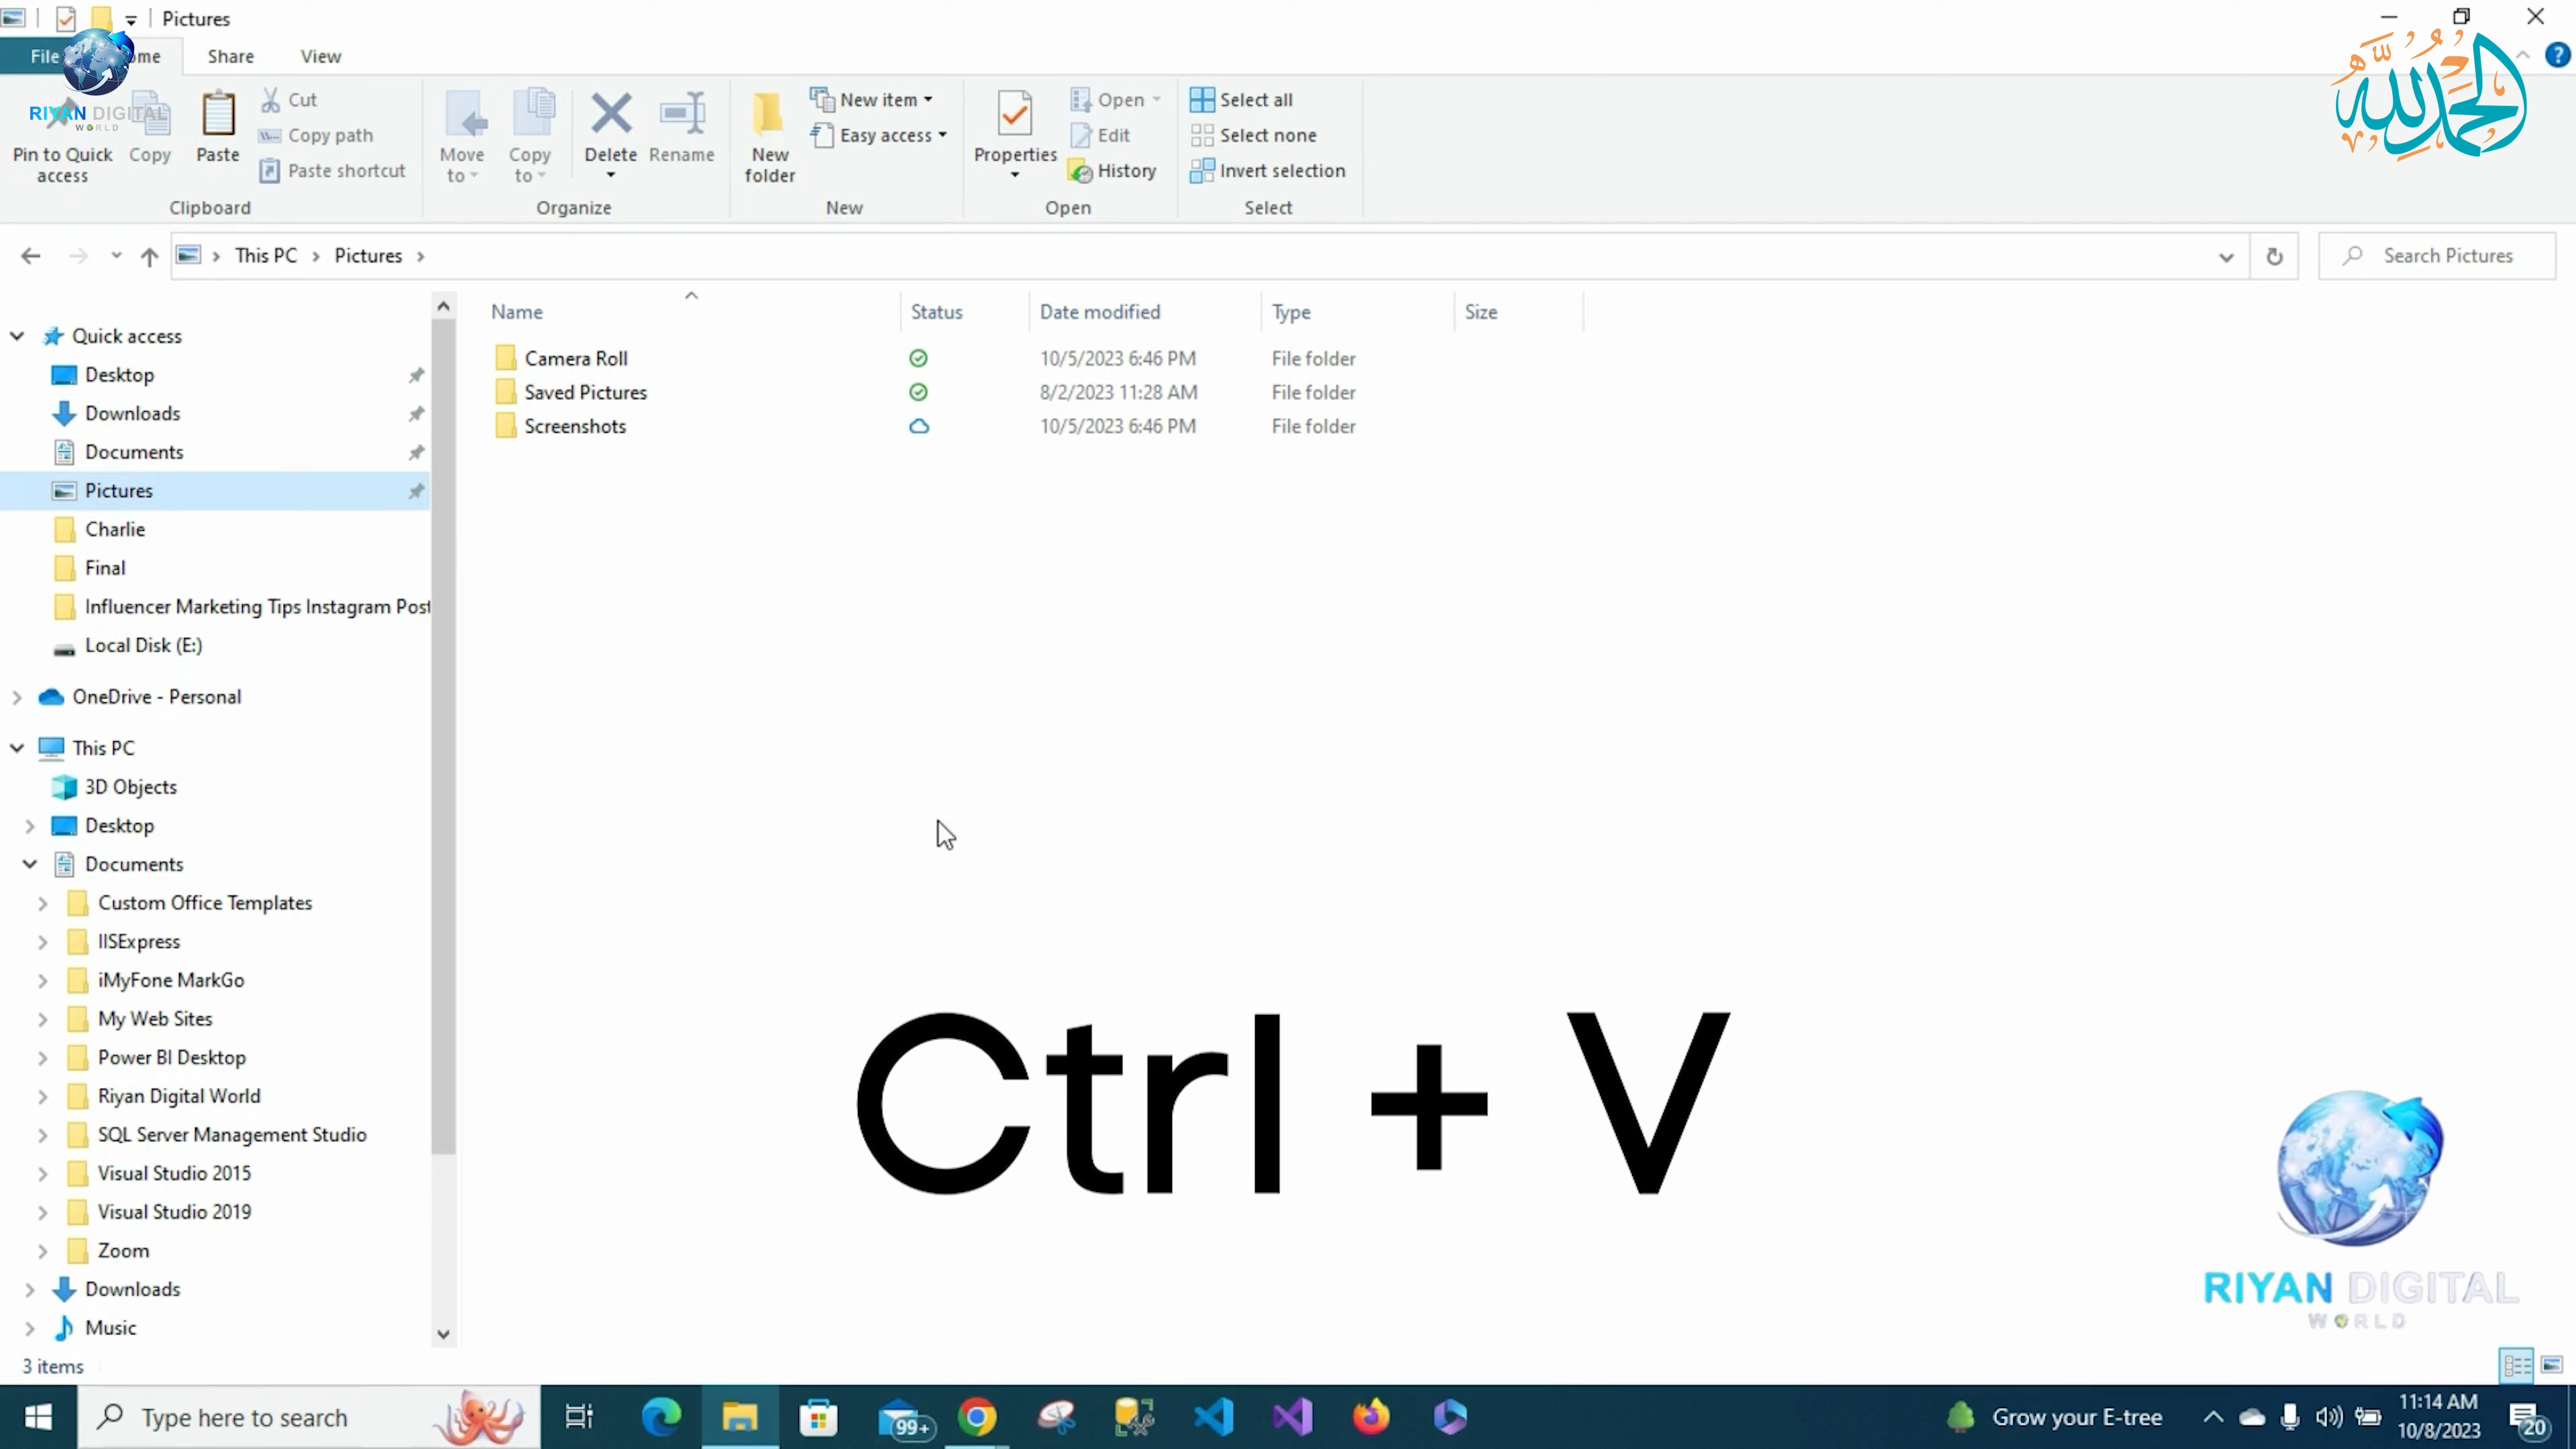 Pictures
File
ome
Share
View
الحمد لله
RIYAN DIGITAL
WORLD
Pin to Quick access
Copy
Paste
Cut
Copy path
Paste shortcut
Move to
Copy to
Delete
Rename
New folder
New item
Easy access
Properties
Open
Edit
History
Select all
Select none
Invert selection
Clipboard
Organize
New
Open
Select
This PC
Pictures
Search Pictures
Name
Status
Date modified
Type
Size
Camera Roll 10/5/2023 6:46 PM File folder
Saved Pictures 8/2/2023 11:28 AM File folder
Screenshots 10/5/2023 6:46 PM File folder
Quick access
Desktop
Downloads
Documents
Pictures
Charlie
Final
Influencer Marketing Tips Instagram Post
Local Disk (E:)
OneDrive - Personal
This PC
3D Objects
Desktop
Documents
Custom Office Templates
IISExpress
iMyFone MarkGo
My Web Sites
Power BI Desktop
Riyan Digital World
SQL Server Management Studio
Visual Studio 2015
Visual Studio 2019
Zoom
Downloads
Music
Ctrl + V
RIYAN DIGITAL
WORLD
3 items
Type here to search
99+
Grow your E-tree
11:14 AM
10/8/2023
20